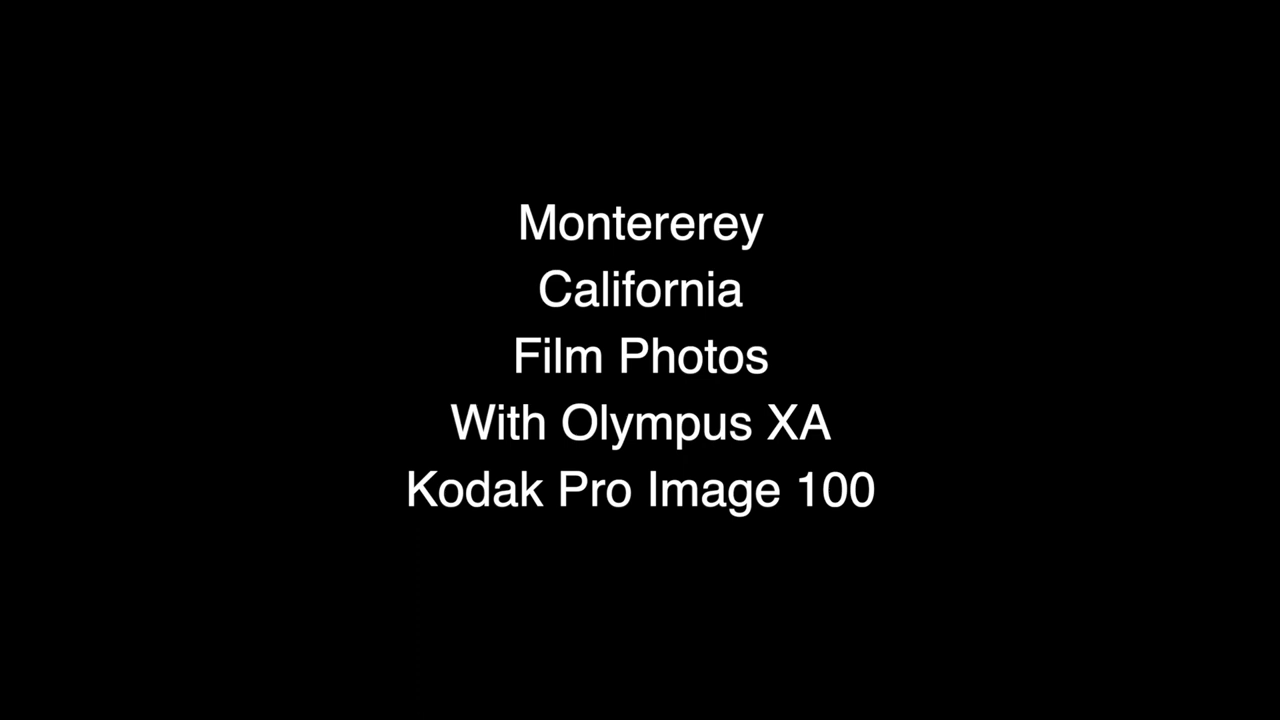 Montererey
California
Film Photos
With Olympus XA
Kodak Pro Image 100